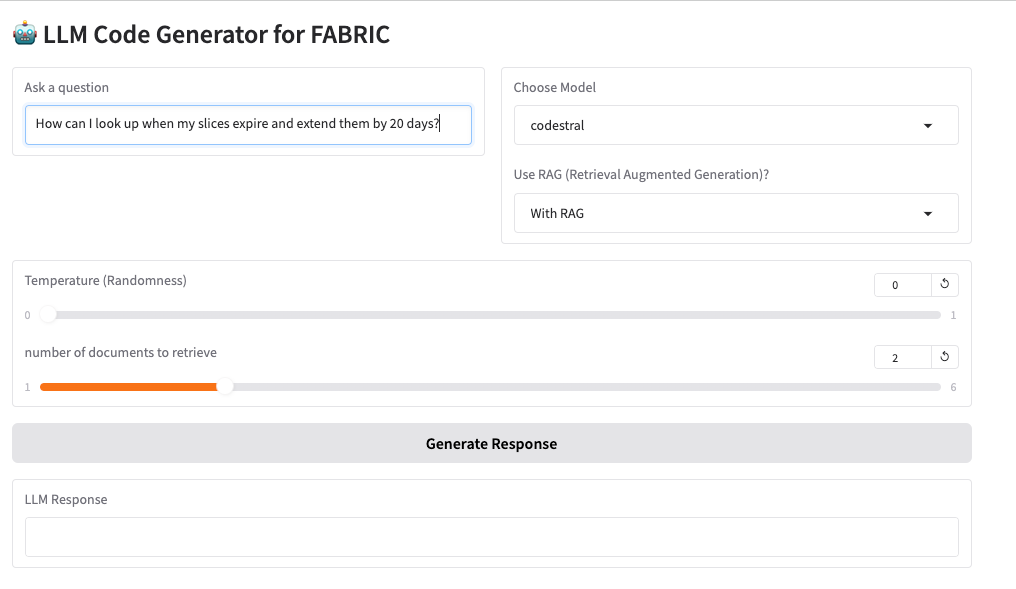 🤖 LLM Code Generator for FABRIC
Ask a question
How can I look up when my slices expire and extend them by 20 days?
Choose Model
codestral
Use RAG (Retrieval Augmented Generation)?
With RAG
Temperature (Randomness)
0
0
1
number of documents to retrieve
2
1
6
Generate Response
LLM Response